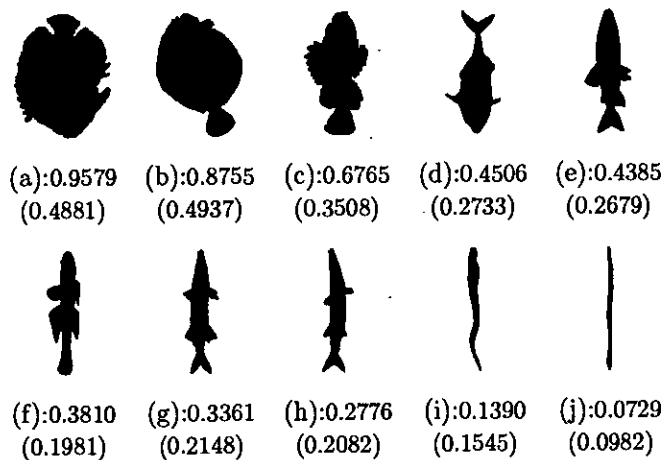 (a):0.9579 (b):0.8755 (c):0.6765 (d):0.4506 (e):0.4385
(0.4881) (0.4937) (0.3508) (0.2733) (0.2679)
(f):0.3810 (g):0.3361 (h):0.2776 (i):0.1390 (j):0.0729
(0.1981) (0.2148) (0.2082) (0.1545) (0.0982)